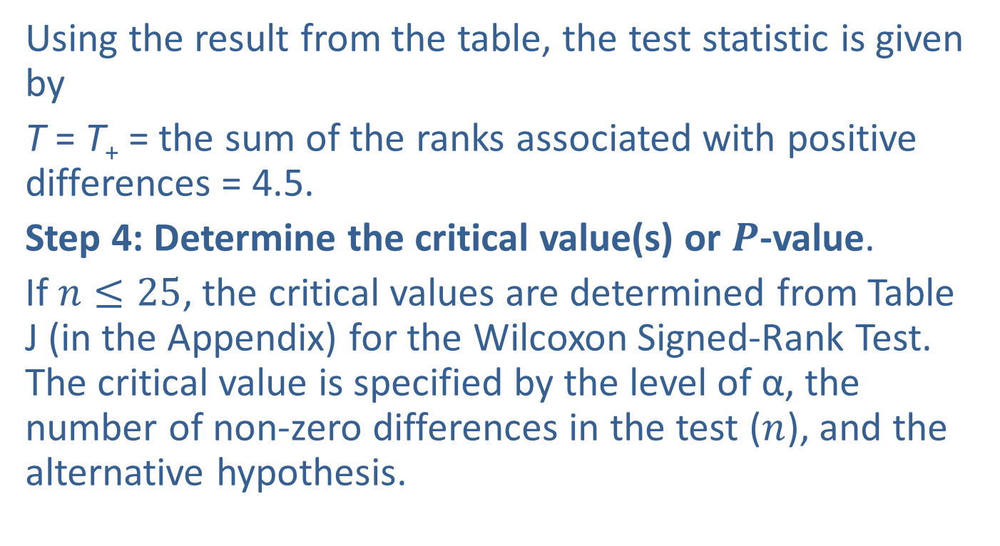 Using the result from the table, the test statistic is given
by
T = T₊ = the sum of the ranks associated with positive
differences = 4.5.
Step 4: Determine the critical value(s) or P-value.
If n ≤ 25, the critical values are determined from Table
J (in the Appendix) for the Wilcoxon Signed-Rank Test.
The critical value is specified by the level of α, the
number of non-zero differences in the test (n), and the
alternative hypothesis.